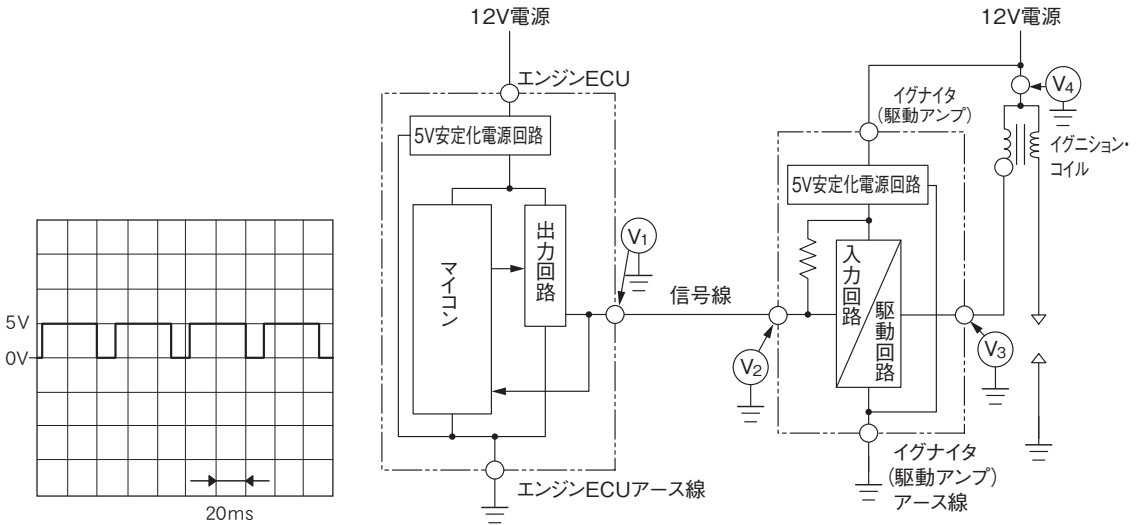 5V
0V
20ms
12V電源
エンジンECU
5V安定化電源回路
マイコン
出力回路
V1
信号線
エンジンECUアース線
12V電源
V4
イグナイタ
(駆動アンプ)
イグニション・
コイル
5V安定化電源回路
入力回路
駆動回路
V2
V3
イグナイタ
(駆動アンプ)
アース線